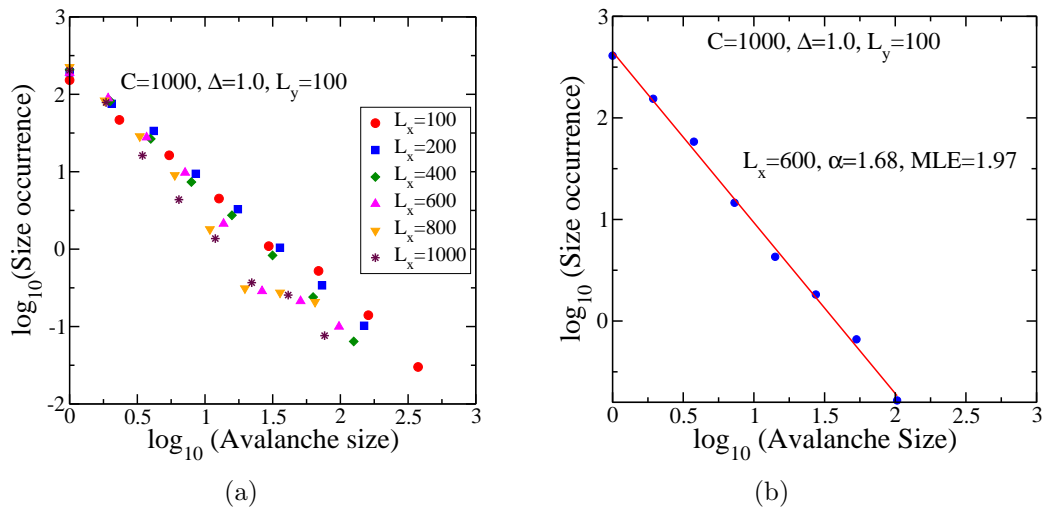 3
2
1
0
-1
-2
0
0.5
1
1.5
2
2.5
3
log10 (Avalanche size)
log10(Size occurrence)
C=1000, Δ=1.0, Ly=100
Lx=100
Lx=200
Lx=400
Lx=600
Lx=800
Lx=1000
(a)
3
2
1
0
0
0.5
1
1.5
2
2.5
3
log10 (Avalanche Size)
log10 (Size occurrence)
C=1000, Δ=1.0, Ly=100
Lx=600, α=1.68, MLE=1.97
(b)